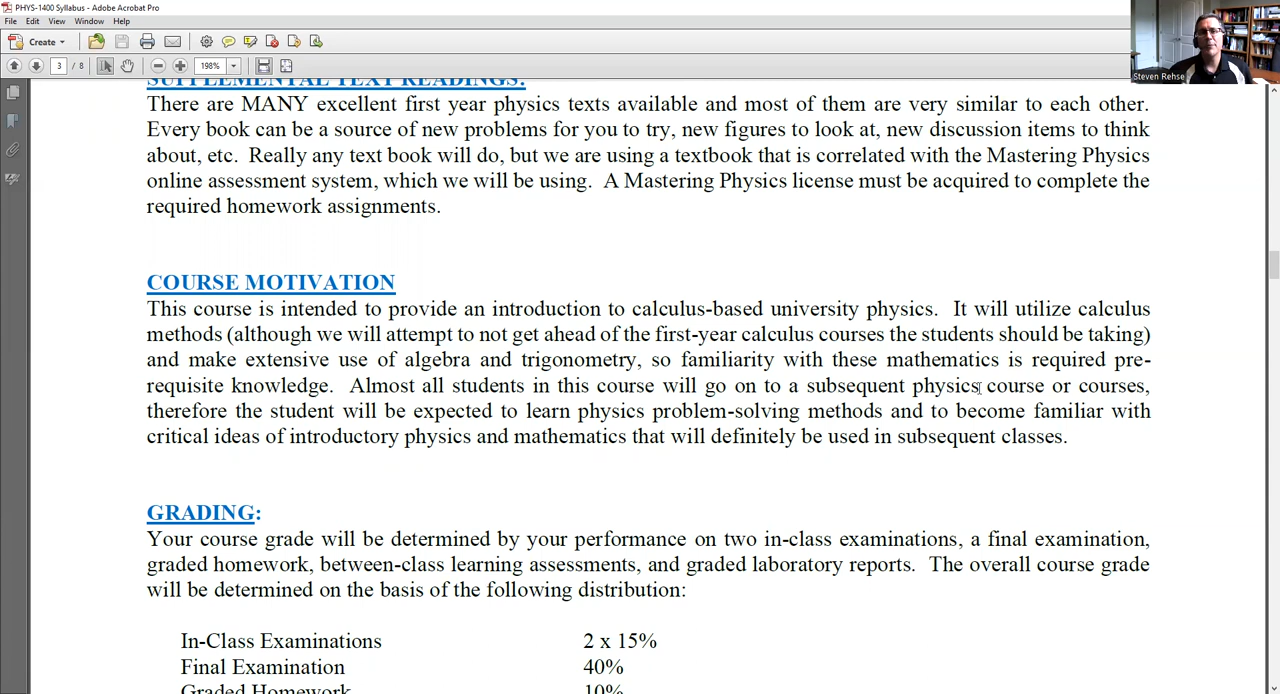 PHYS-1400 Syllabus - Adobe Acrobat Pro
File Edit View Window Help
Create
3 / 8 198%
Steven Rehse
SUPPLEMENTAL TEXT READINGS:
There are MANY excellent first year physics texts available and most of them are very similar to each other.
Every book can be a source of new problems for you to try, new figures to look at, new discussion items to think
about, etc. Really any text book will do, but we are using a textbook that is correlated with the Mastering Physics
online assessment system, which we will be using. A Mastering Physics license must be acquired to complete the
required homework assignments.
COURSE MOTIVATION
This course is intended to provide an introduction to calculus-based university physics. It will utilize calculus
methods (although we will attempt to not get ahead of the first-year calculus courses the students should be taking)
and make extensive use of algebra and trigonometry, so familiarity with these mathematics is required pre-
requisite knowledge. Almost all students in this course will go on to a subsequent physics course or courses,
therefore the student will be expected to learn physics problem-solving methods and to become familiar with
critical ideas of introductory physics and mathematics that will definitely be used in subsequent classes.
GRADING:
Your course grade will be determined by your performance on two in-class examinations, a final examination,
graded homework, between-class learning assessments, and graded laboratory reports. The overall course grade
will be determined on the basis of the following distribution:
In-Class Examinations 2 x 15%
Final Examination 40%
Graded Homework 10%